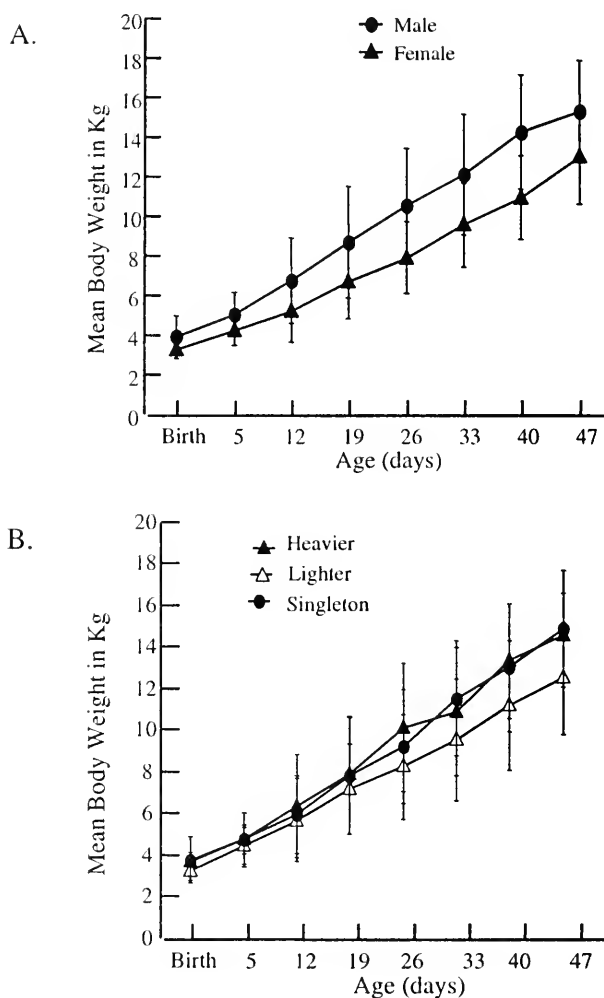 A.
Mean Body Weight in Kg
20
18
16
14
12
10
8
6
4
2
0
Male
Female
Birth 5 12 19 26 33 40 47
Age (days)
B.
Mean Body Weight in Kg
20
18
16
14
12
10
8
6
4
2
0
Heavier
Lighter
Singleton
Birth 5 12 19 26 33 40 47
Age (days)